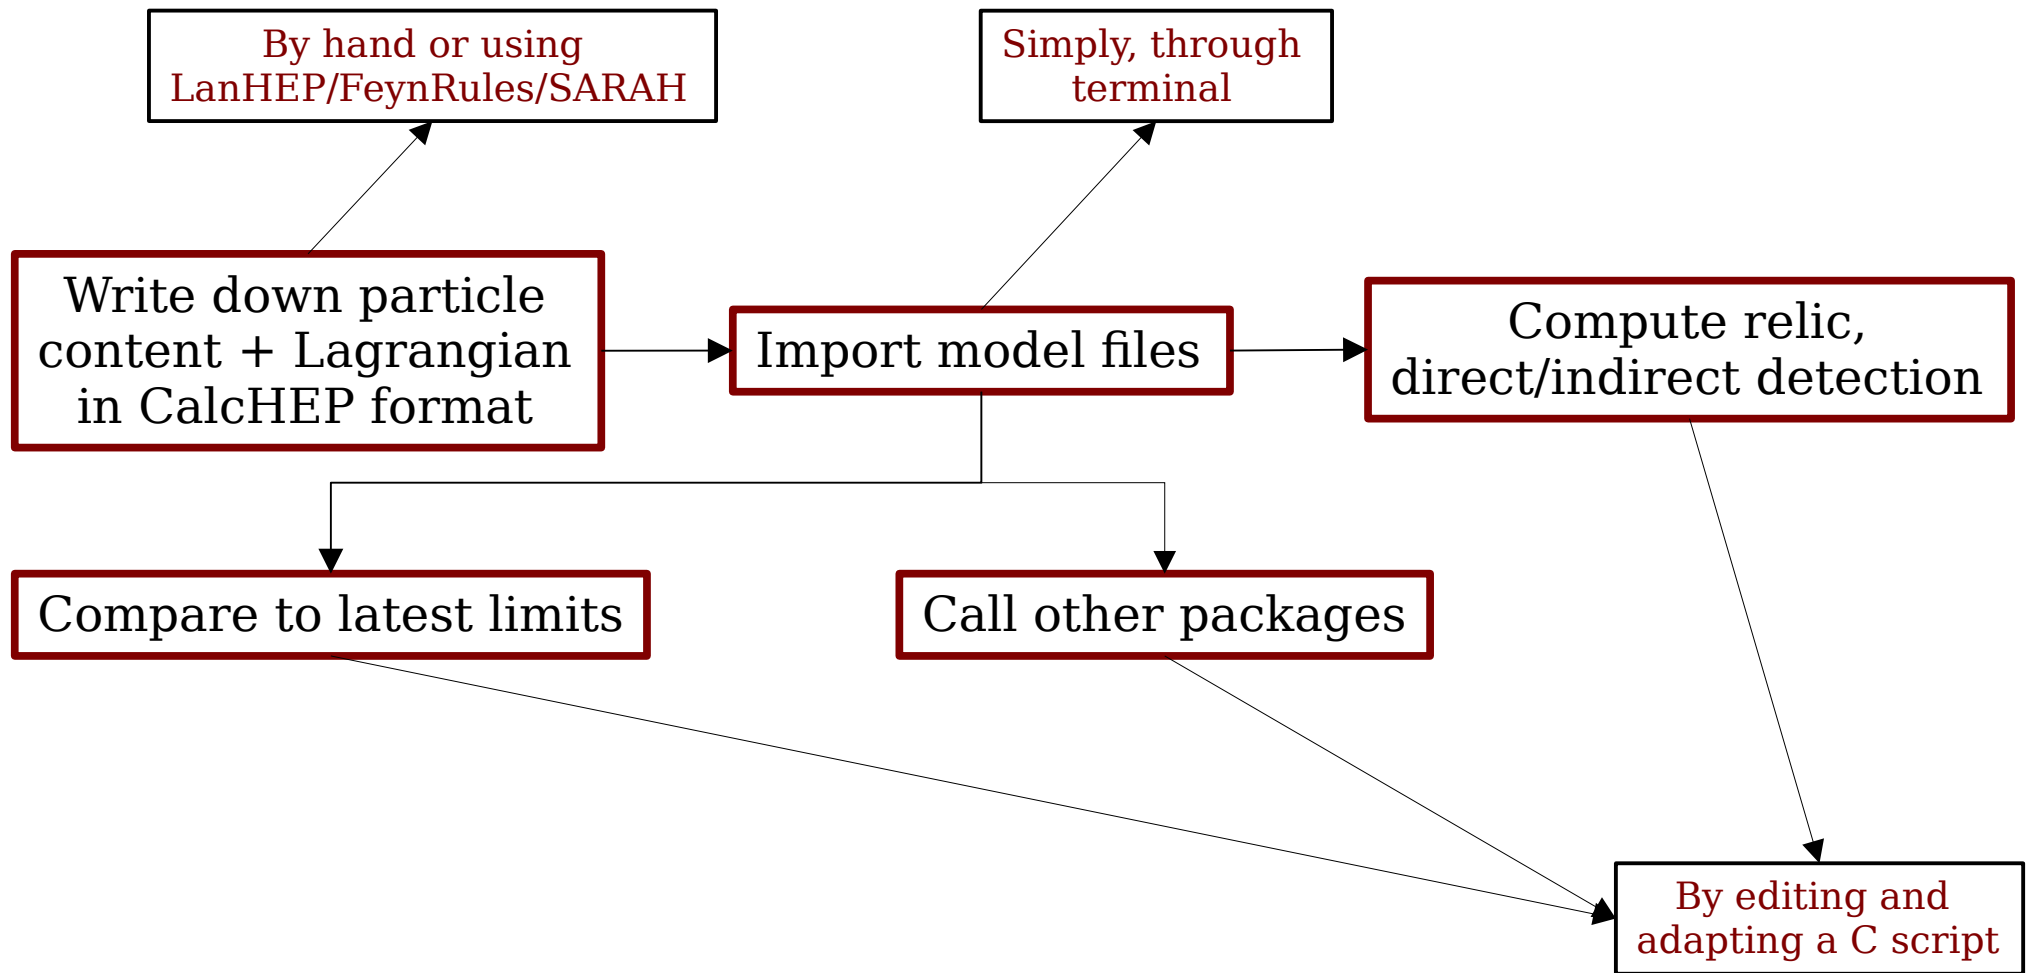 By hand or using
LanHEP/FeynRules/SARAH
Simply, through
terminal
Write down particle
content + Lagrangian
in CalcHEP format
Import model files
Compute relic,
direct/indirect detection
Compare to latest limits
Call other packages
By editing and
adapting a C script